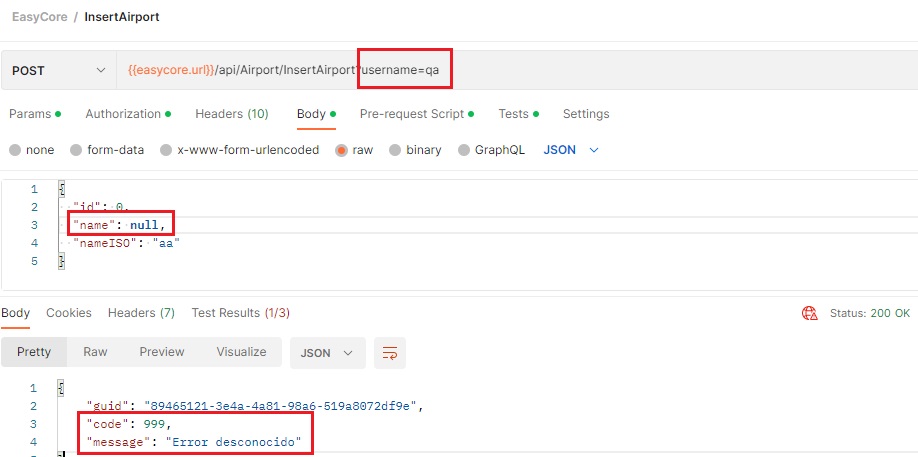 EasyCore / InsertAirport
POST {{easycore.url}}/api/Airport/InsertAirport?username=qa
Params Authorization Headers (10) Body Pre-request Script Tests Settings
none form-data x-www-form-urlencoded raw binary GraphQL JSON
1 {
2 "id": 0,
3 "name": null,
4 "nameISO": "aa"
5 }
Body Cookies Headers (7) Test Results (1/3) Status: 200 OK
Pretty Raw Preview Visualize JSON
1 {
2 "guid": "89465121-3e4a-4a81-98a6-519a8072df9e",
3 "code": 999,
4 "message": "Error desconocido"
5 }